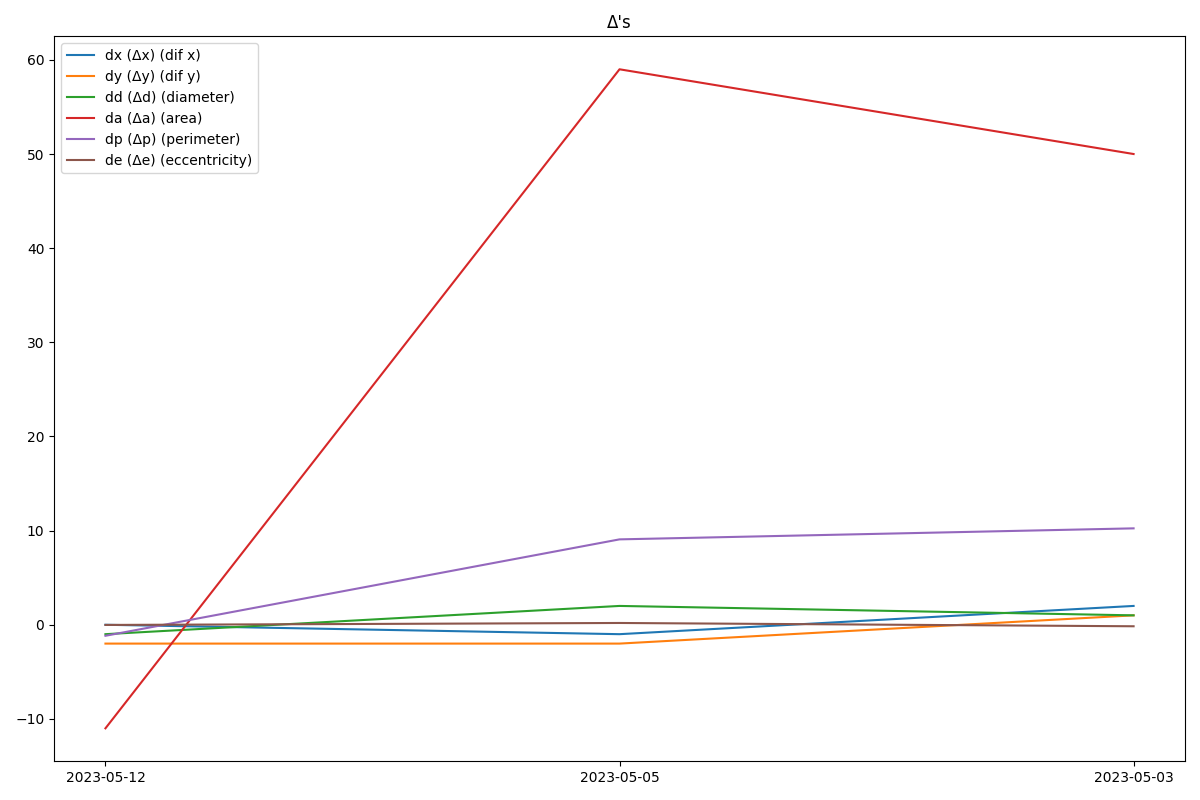 Δ's
dx (Δx) (dif x)
dy (Δy) (dif y)
dd (Δd) (diameter)
da (Δa) (area)
dp (Δp) (perimeter)
de (Δe) (eccentricity)
60
50
40
30
20
10
0
−10
2023-05-12 2023-05-05 2023-05-03